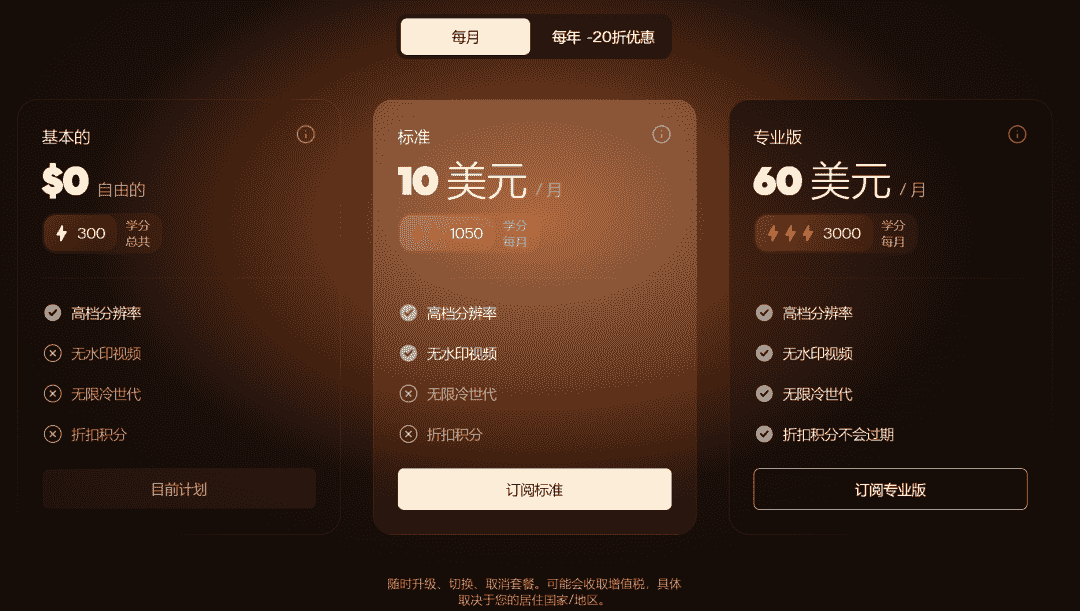 每月
每年 -20折优惠
基本的
$0 自由的
300 学分
总共
高档分辨率
无水印视频
无限冷世代
折扣积分
目前计划
标准
10 美元 / 月
1050 学分
每月
高档分辨率
无水印视频
无限冷世代
折扣积分
订阅标准
专业版
60 美元 / 月
3000 学分
每月
高档分辨率
无水印视频
无限冷世代
折扣积分不会过期
订阅专业版
随时升级、切换、取消套餐。可能会收取增值税，具体
取决于您的居住国家/地区。